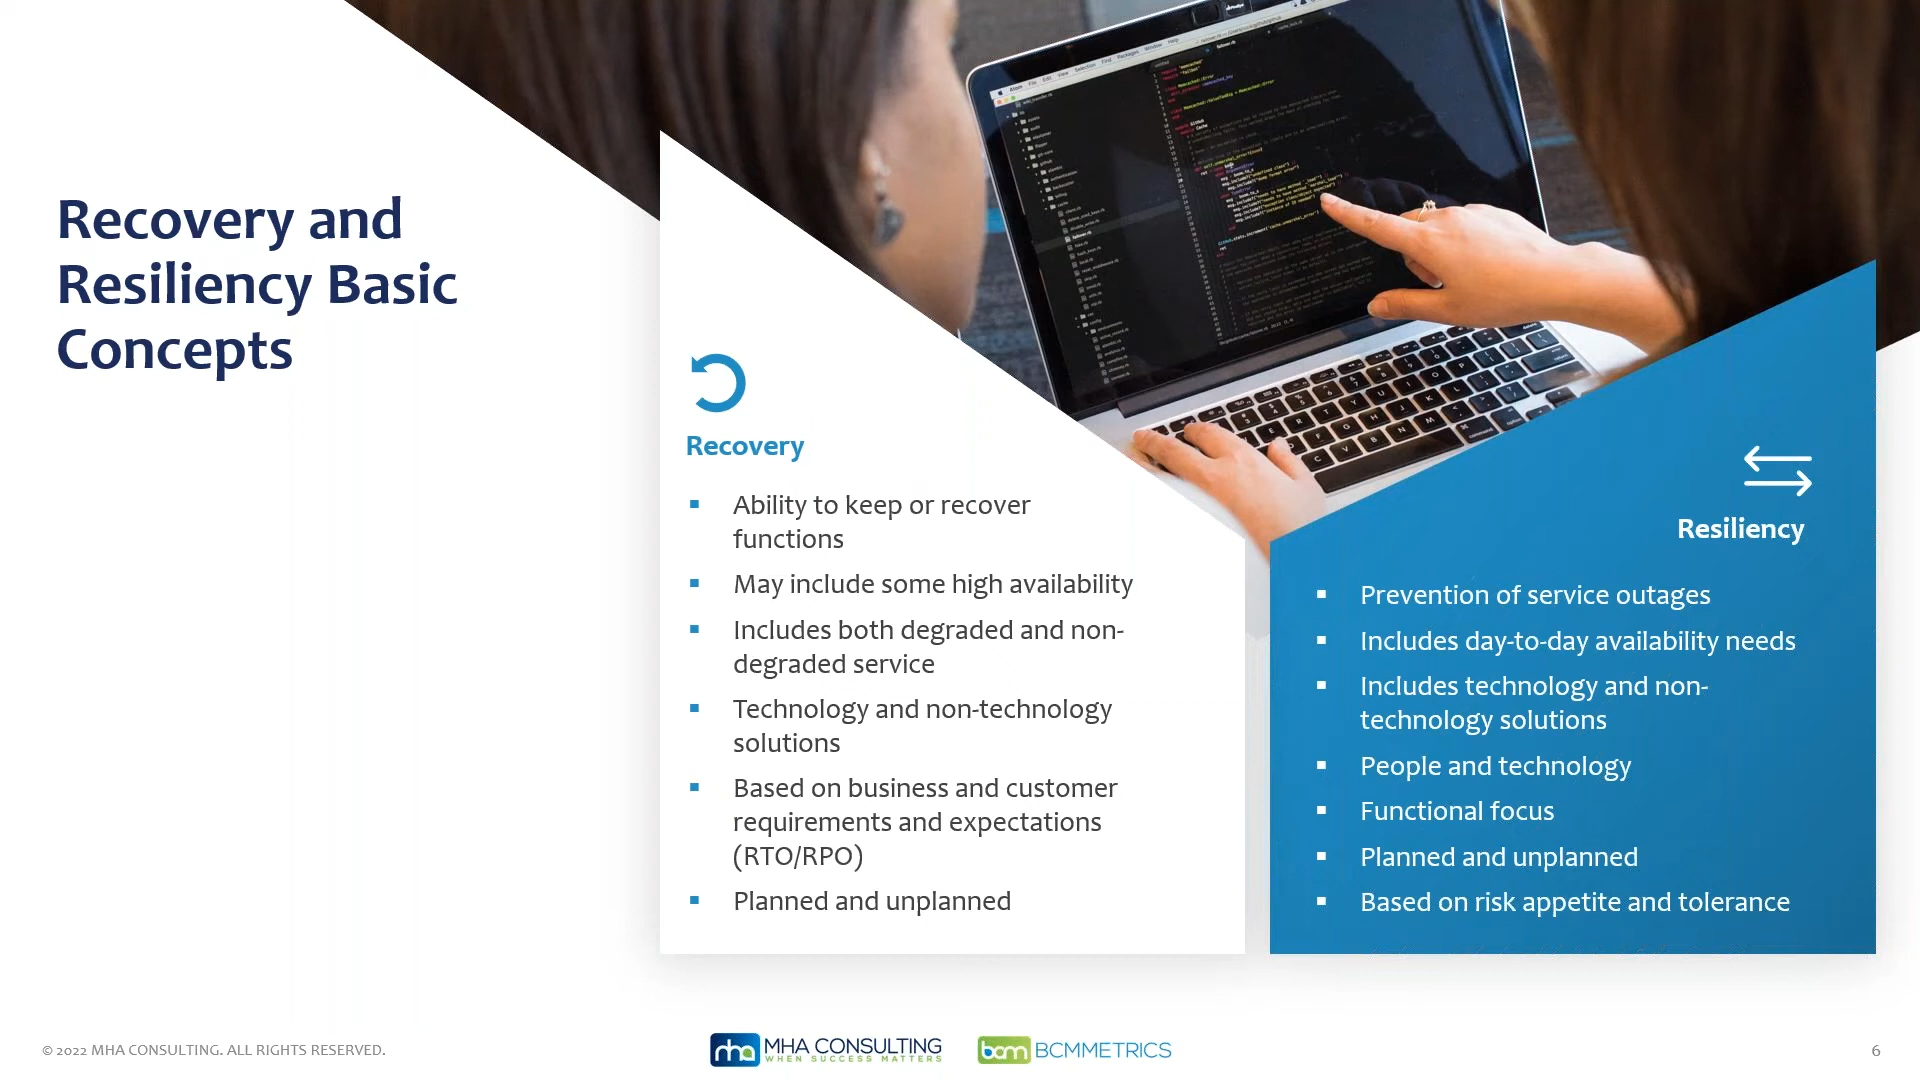 Recovery and
Resiliency Basic
Concepts
Recovery
▪ Ability to keep or recover
functions
▪ May include some high availability
▪ Includes both degraded and non-
degraded service
▪ Technology and non-technology
solutions
▪ Based on business and customer
requirements and expectations
(RTO/RPO)
▪ Planned and unplanned
Resiliency
▪ Prevention of service outages
▪ Includes day-to-day availability needs
▪ Includes technology and non-
technology solutions
▪ People and technology
▪ Functional focus
▪ Planned and unplanned
▪ Based on risk appetite and tolerance
© 2022 MHA CONSULTING. ALL RIGHTS RESERVED.
mha MHA CONSULTING
WHEN SUCCESS MATTERS
bcm BCMMETRICS
6